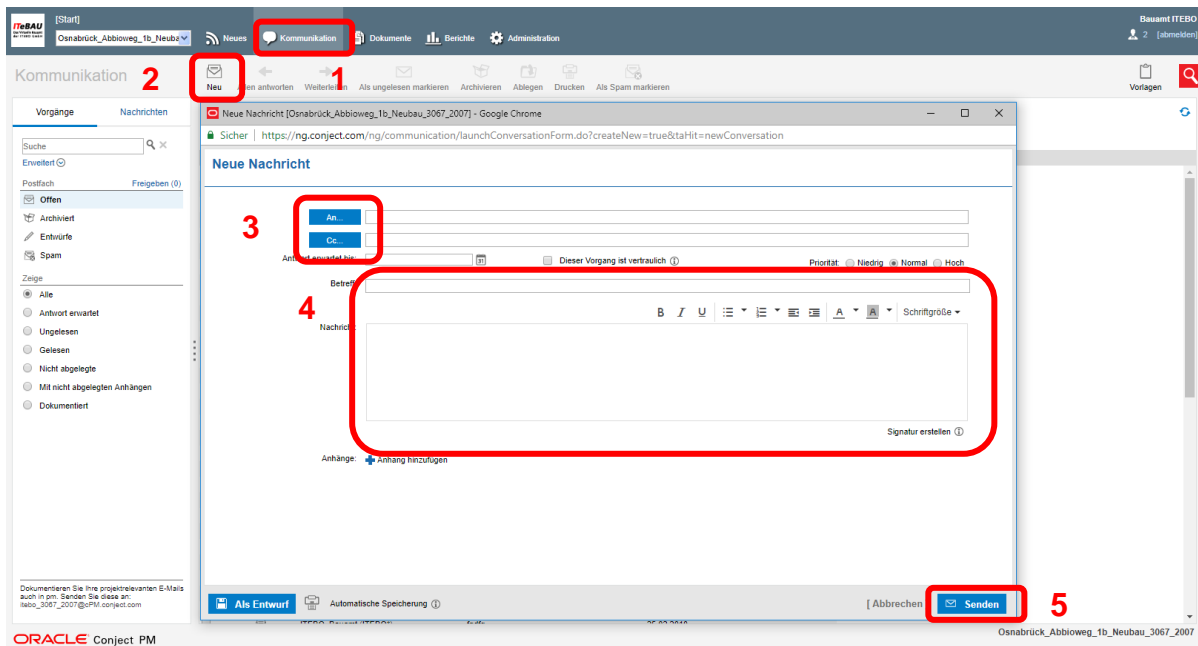 [Start]
ITeBAU
Osnabrück_Abbioweg_1b_Neuba
Neues
Kommunikation
Dokumente
Berichte
Administration
Bauamt ITEBO
2 [abmelden]
Kommunikation
2
Neu
antworten
1
Als ungelesen markieren
Archivieren
Ablegen
Drucken
Als Spam markieren
Vorlagen
Vorgänge
Nachrichten
Suche
Erweitert
Postfach
Freigeben (0)
Offen
Archiviert
Entwürfe
Spam
Zeige
Alle
Antwort erwartet
Ungelesen
Gelesen
Nicht abgelegte
Mit nicht abgelegten Anhängen
Dokumentiert
Dokumentieren Sie Ihre projektrelevanten E-Mails
auch in pm. Senden Sie diese an:
itebo_3067_2007@cPM.conject.com
Neue Nachricht [Osnabrück_Abbioweg_1b_Neubau_3067_2007] - Google Chrome
Sicher | https://ng.conject.com/ng/communication/launchConversationForm.do?createNew=true&taHit=newConversation
Neue Nachricht
3
An...
Cc...
Antwort erwartet bis:
31
Dieser Vorgang ist vertraulich
Priorität: Niedrig Normal Hoch
Betreff
4
B I U A A Schriftgröße
Nachricht
Signatur erstellen
Anhänge: Anhang hinzufügen
Als Entwurf
Automatische Speicherung
[ Abbrechen
Senden
5
ORACLE Conject PM
Osnabrück_Abbioweg_1b_Neubau_3067_2007